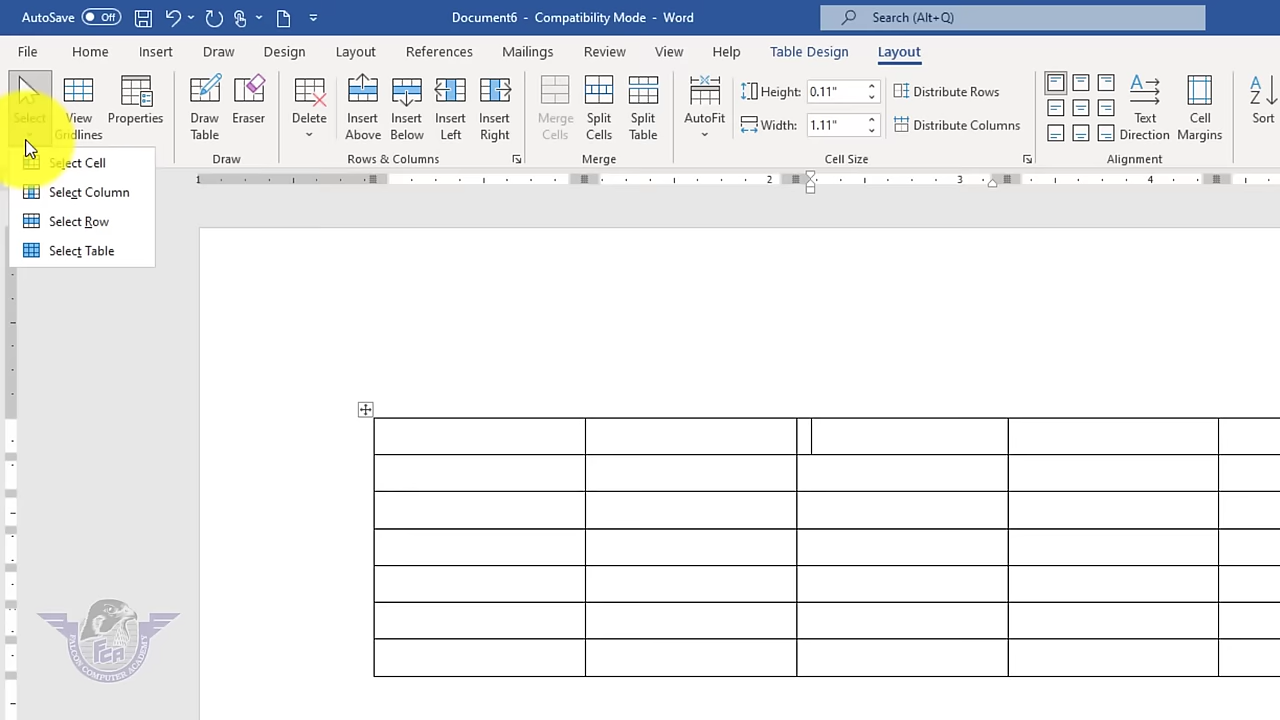 AutoSave Off Document6 - Compatibility Mode - Word Search (Alt+Q)
File Home Insert Draw Design Layout References Mailings Review View Help Table Design Layout
Select View Gridlines Properties Draw Table Eraser Delete Insert Above Insert Below Insert Left Insert Right Merge Cells Split Cells Split Table AutoFit Height: 0.11" Distribute Rows Text Direction Cell Margins Sort
Width: 1.11" Distribute Columns
Draw Rows & Columns Merge Cell Size Alignment
Select Cell
Select Column
Select Row
Select Table
1 2 3 4
FCA
FALCON COMPUTER ACADEMY